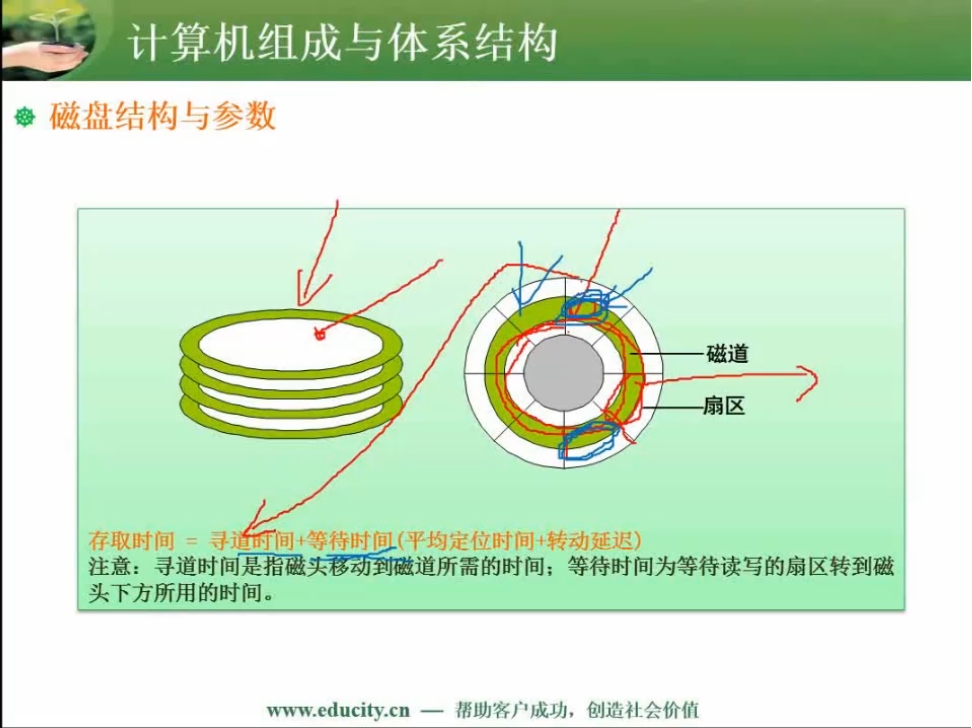 计算机组成与体系结构
磁盘结构与参数
磁道
扇区
存取时间 = 寻道时间+等待时间(平均定位时间+转动延迟)
注意：寻道时间是指磁头移动到磁道所需的时间；等待时间为等待读写的扇区转到磁
头下方所用的时间。
www.educity.cn — 帮助客户成功，创造社会价值